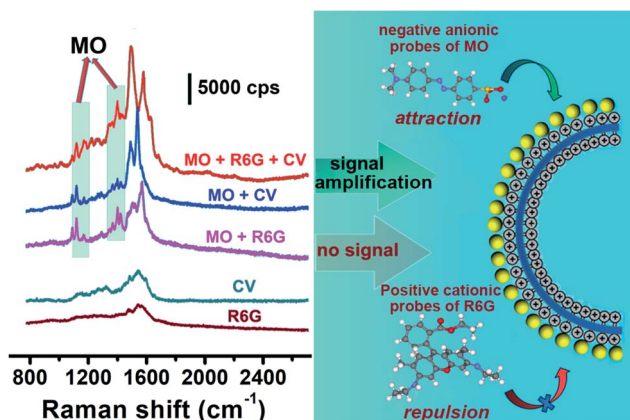 MO
5000 cps
MO + R6G + CV
MO + CV
MO + R6G
CV
R6G
800 1200 1600 2000 2400
Raman shift (cm⁻¹)
negative anionic
probes of MO
attraction
signal
amplification
no signal
Positive cationic
probes of R6G
repulsion